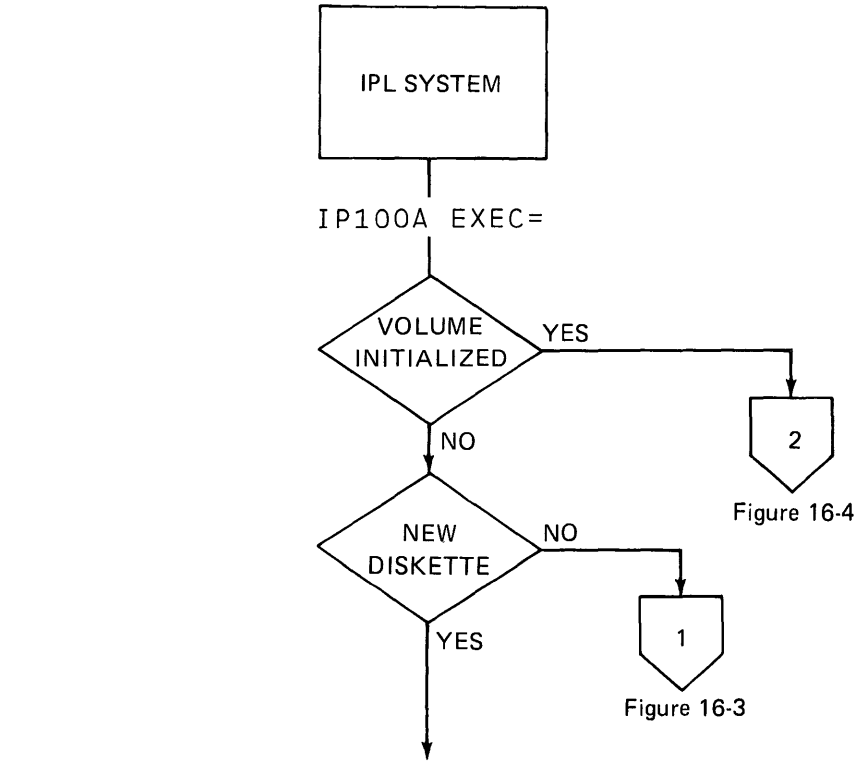 IPL SYSTEM
IP100A EXEC=
VOLUME
INITIALIZED
YES
2
Figure 16-4
NO
NEW
DISKETTE
NO
1
Figure 16-3
YES